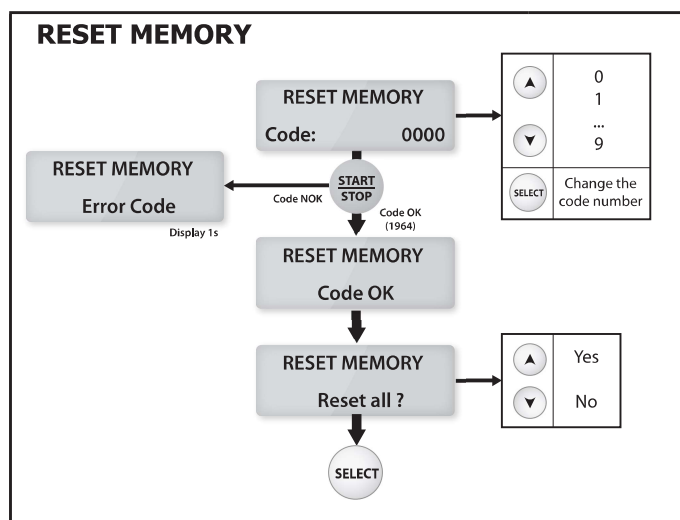 RESET MEMORY
RESET MEMORY
Code: 0000
0
1
...
9
SELECT
Change the
code number
RESET MEMORY
Error Code
Display 1s
Code NOK
START
STOP
Code OK
(1964)
RESET MEMORY
Code OK
RESET MEMORY
Reset all ?
Yes
No
SELECT